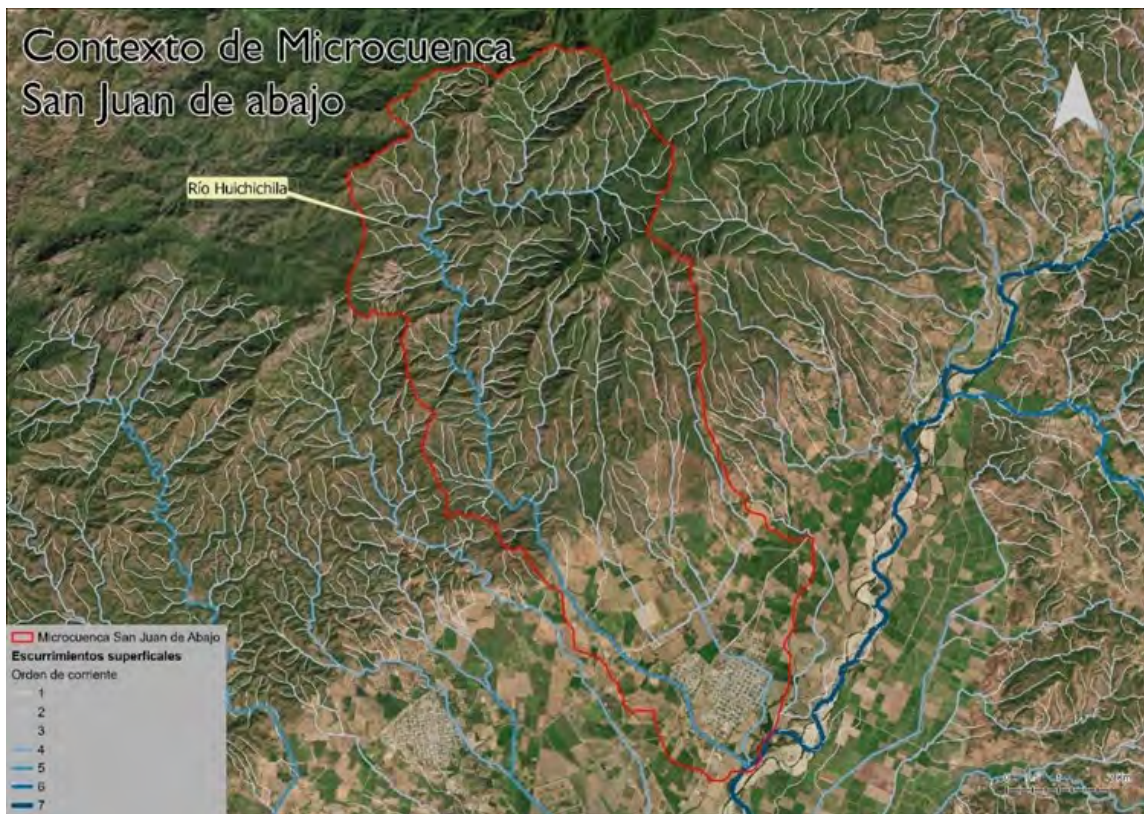 Contexto de Microcuenca
San Juan de abajo
N
Río Huichichila
Microcuenca San Juan de Abajo
Escurrimientos superficales
Orden de corriente
1
2
3
4
5
6
7